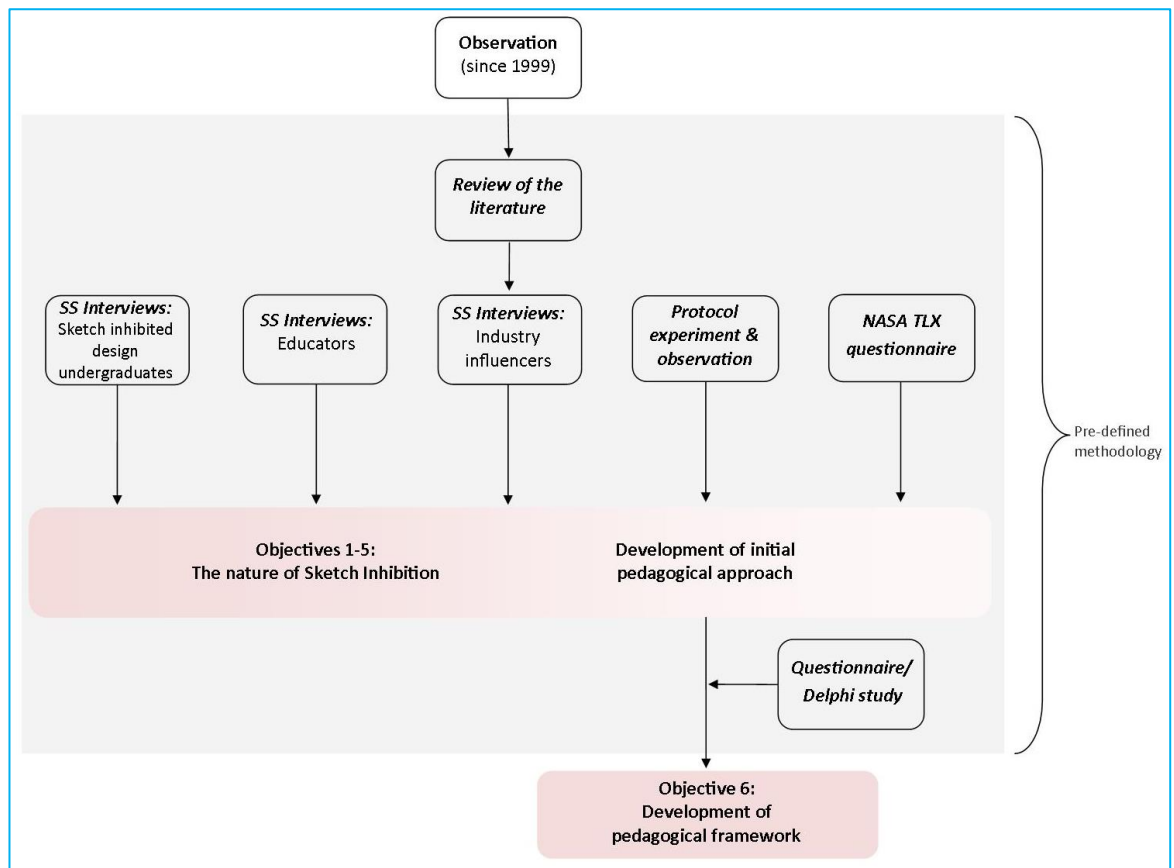 Observation
(since 1999)
Review of the
literature
SS Interviews:
Sketch inhibited
design
undergraduates
SS Interviews:
Educators
SS Interviews:
Industry
influencers
Protocol
experiment &
observation
NASA TLX
questionnaire
Pre-defined
methodology
Objectives 1-5:
The nature of Sketch Inhibition
Development of initial
pedagogical approach
Questionnaire/
Delphi study
Objective 6:
Development of
pedagogical framework